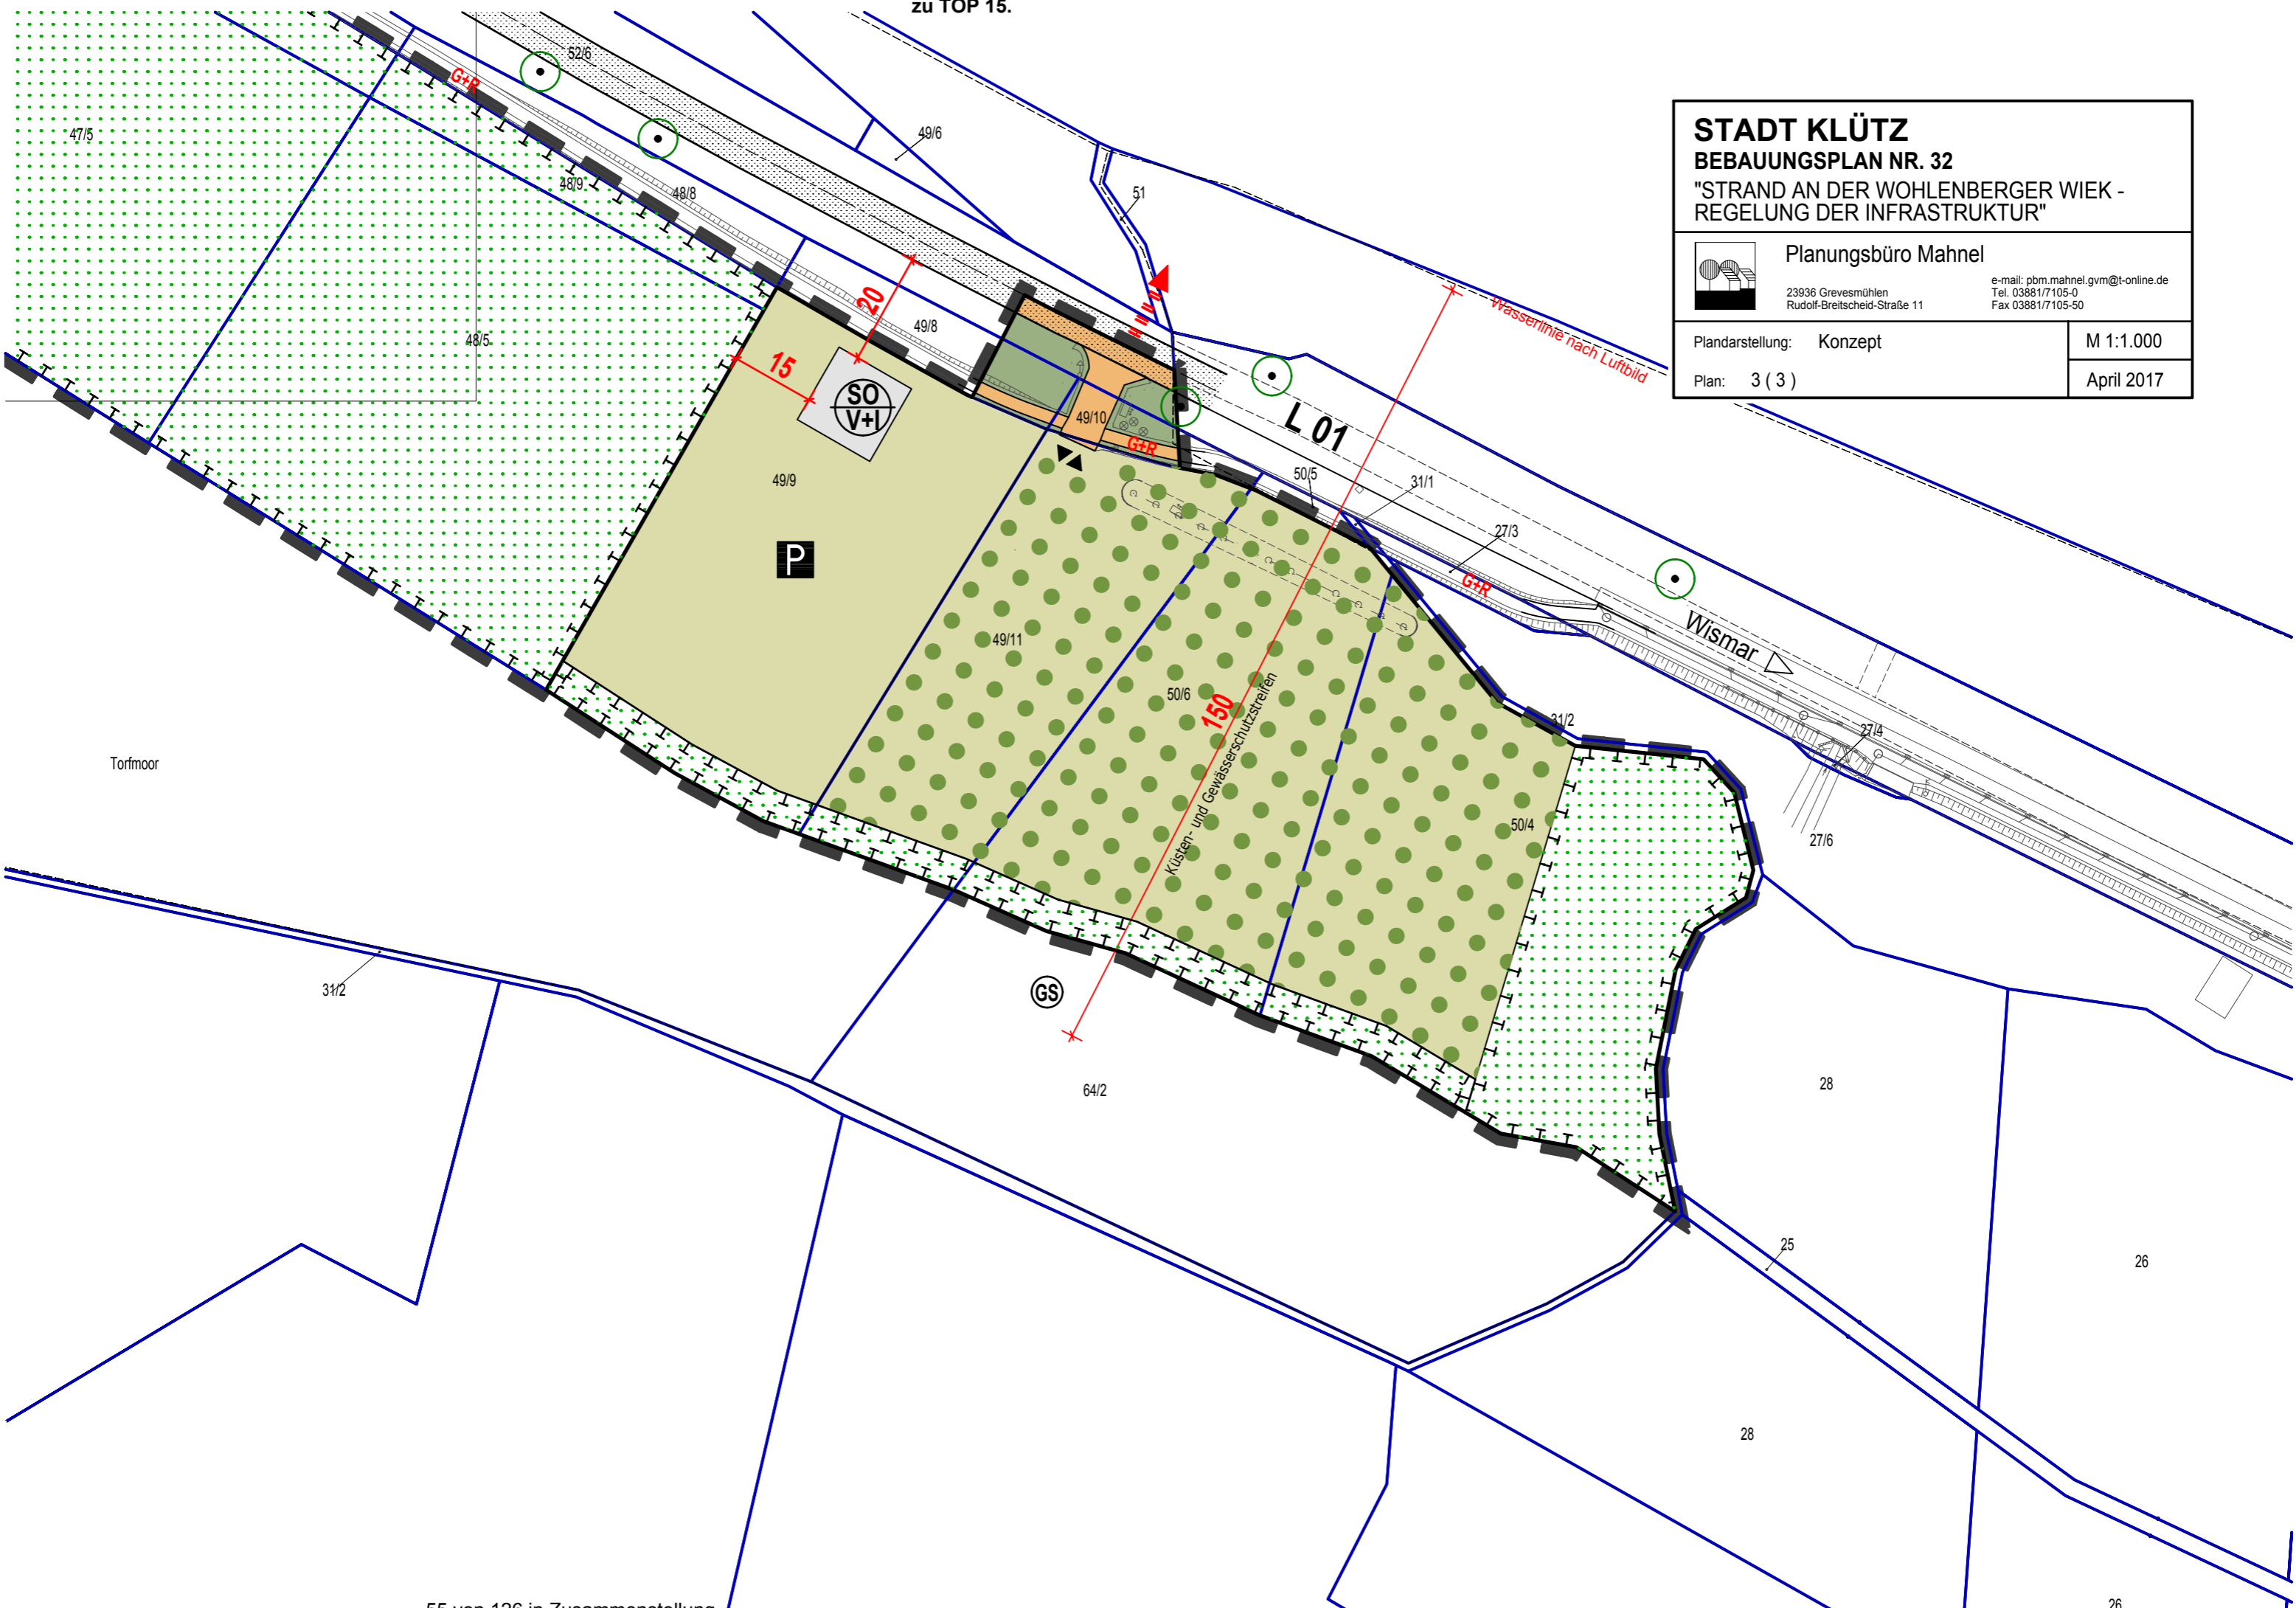 zu TOP 15.
STADT KLÜTZ
BEBAUUNGSPLAN NR. 32
"STRAND AN DER WOHLENBERGER WIEK -
REGELUNG DER INFRASTRUKTUR"
Planungsbüro Mahnel
23936 Grevesmühlen
Rudolf-Breitscheid-Straße 11
e-mail: pbm.mahnel.gvm@t-online.de
Tel. 03881/7105-0
Fax 03881/7105-50
Plandarstellung: Konzept
M 1:1.000
Plan: 3 ( 3 )
April 2017
52/6
G+R
47/5
49/6
48/9
48/8
51
20
49/8
48/5
15
SO
V+I
49/10
G+R
Wasserlinie nach Luftbild
L 01
49/9
50/5
31/1
27/3
P
G+R
49/11
Wismar
50/6
150
Küsten- und Gewässerschutzstreifen
31/2
27/4
Torfmoor
50/4
27/6
31/2
GS
64/2
28
25
26
28
26
55 von 126 in Zusammenstellung